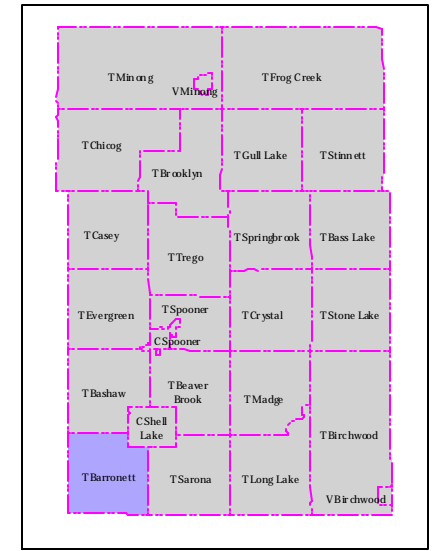 T Minong
V Minong
T Frog Creek
T Chicog
T Brooklyn
T Gull Lake
T Stinnett
T Casey
T Trego
T Springbrook
T Bass Lake
T Evergreen
T Spooner
C Spooner
T Crystal
T Stone Lake
T Bashaw
T Beaver
Brook
T Madge
C Shell
Lake
T Birchwood
T Barronett
T Sarona
T Long Lake
V Birchwood